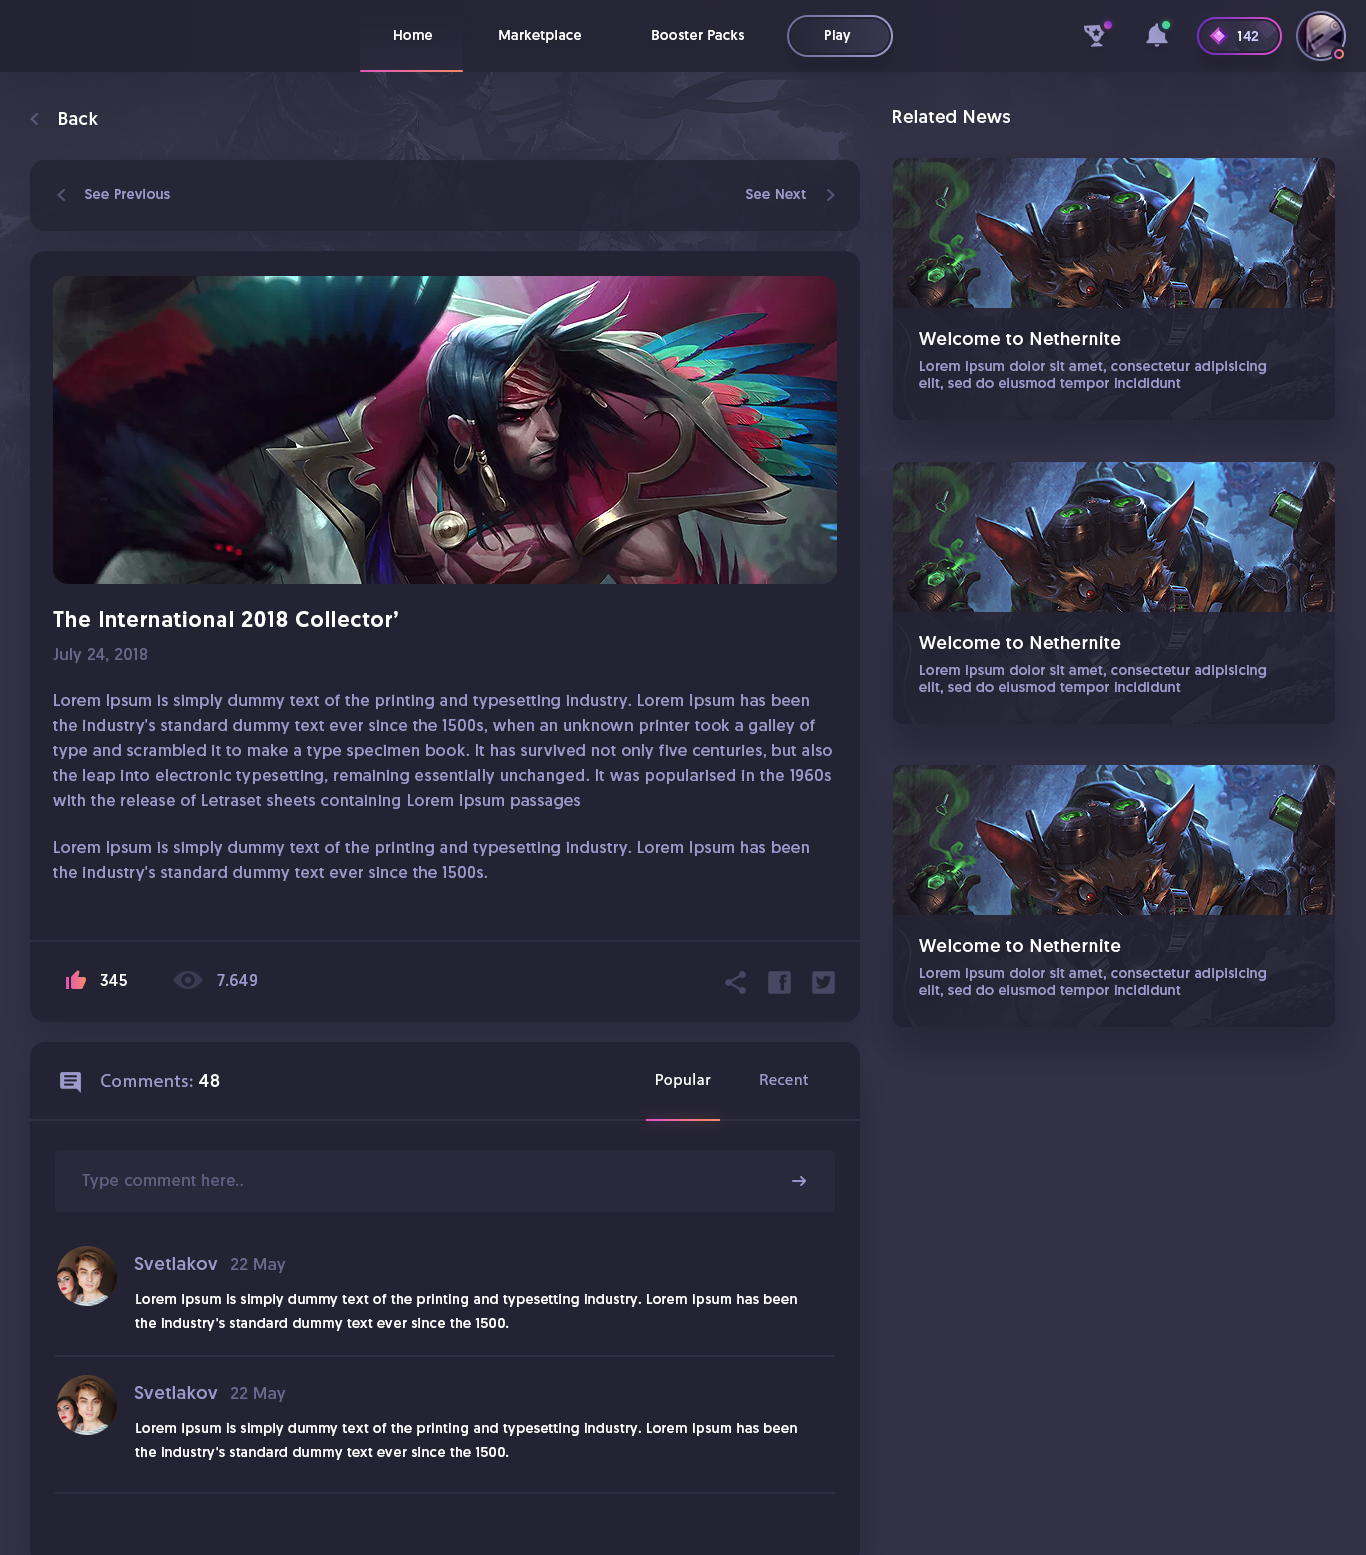 Home
Marketplace
Booster Packs
Play
142
Back
See Previous
See Next
The International 2018 Collector’
July 24, 2018
Lorem Ipsum is simply dummy text of the printing and typesetting industry. Lorem Ipsum has been
the industry's standard dummy text ever since the 1500s, when an unknown printer took a galley of
type and scrambled it to make a type specimen book. It has survived not only five centuries, but also
the leap into electronic typesetting, remaining essentially unchanged. It was popularised in the 1960s
with the release of Letraset sheets containing Lorem Ipsum passages
Lorem Ipsum is simply dummy text of the printing and typesetting industry. Lorem Ipsum has been
the industry's standard dummy text ever since the 1500s.
345
7.649
Comments: 48
Popular
Recent
Type comment here..
Svetlakov 22 May
Lorem Ipsum is simply dummy text of the printing and typesetting industry. Lorem Ipsum has been
the industry's standard dummy text ever since the 1500.
Svetlakov 22 May
Lorem Ipsum is simply dummy text of the printing and typesetting industry. Lorem Ipsum has been
the industry's standard dummy text ever since the 1500.
Related News
Welcome to Nethernite
Lorem ipsum dolor sit amet, consectetur adipisicing
elit, sed do eiusmod tempor incididunt
Welcome to Nethernite
Lorem ipsum dolor sit amet, consectetur adipisicing
elit, sed do eiusmod tempor incididunt
Welcome to Nethernite
Lorem ipsum dolor sit amet, consectetur adipisicing
elit, sed do eiusmod tempor incididunt